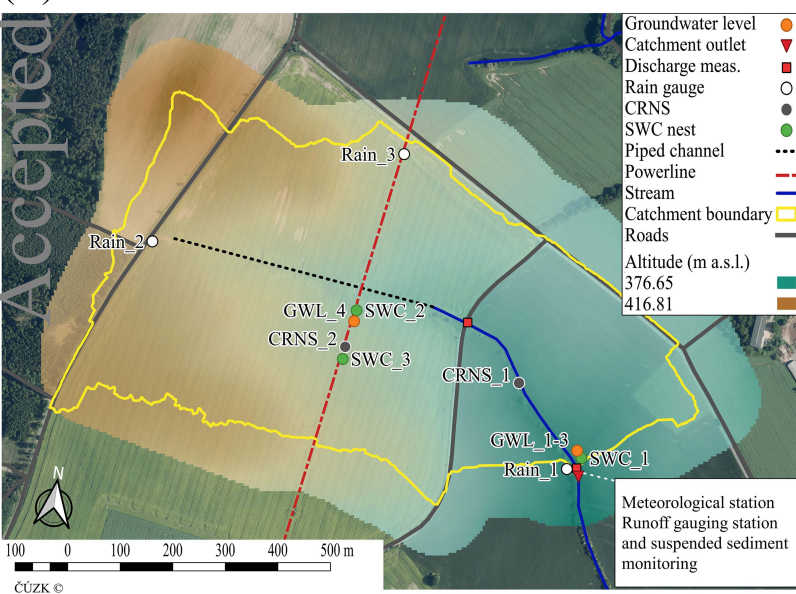 Accepted
Groundwater level
Catchment outlet
Discharge meas.
Rain gauge
CRNS
SWC nest
Piped channel
Powerline
Stream
Catchment boundary
Roads
Altitude (m a.s.l.)
376.65
416.81
Rain_3
Rain_2
GWL_4
SWC_2
CRNS_2
SWC_3
CRNS_1
GWL_1-3
SWC_1
Rain_1
N
Meteorological station
Runoff gauging station
and suspended sediment
monitoring
100 0 100 200 300 400 500 m
ČÚZK ©